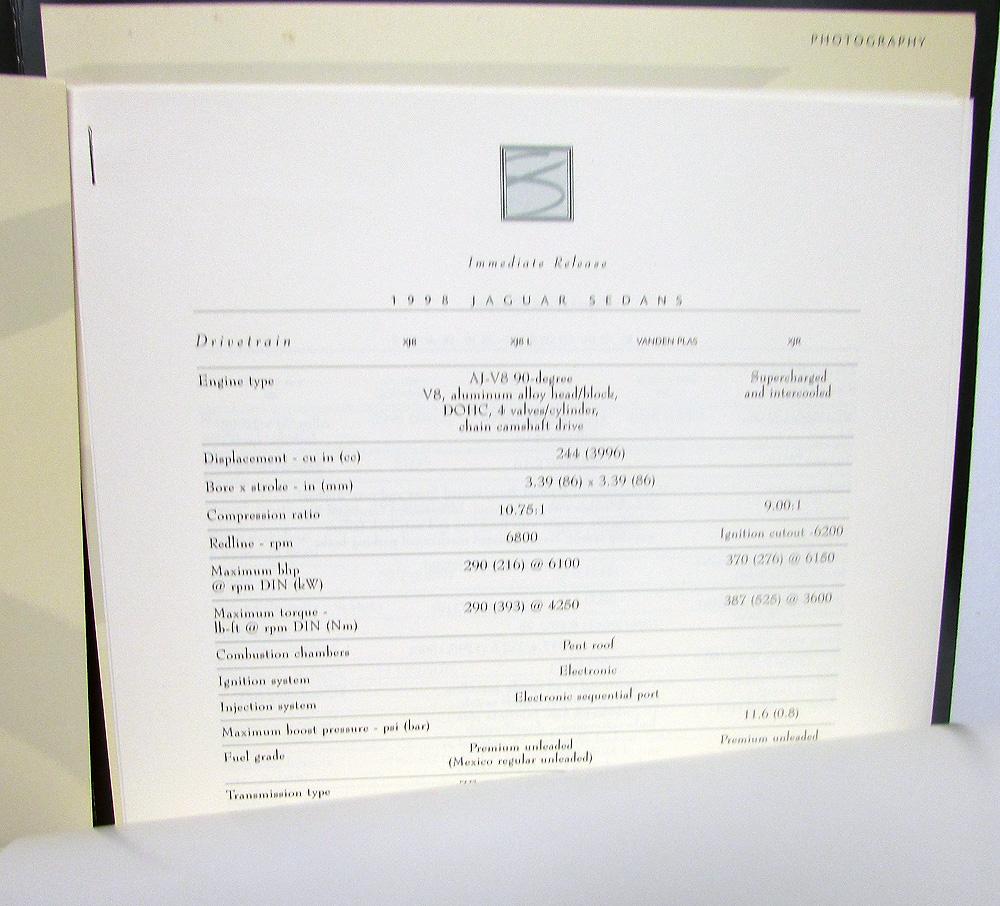 PHOTOGRAPHY
Immediate Release
1998 JAGUAR SEDANS
Drivetrain XJ8 XJ8 L VANDEN PLAS XJR
Engine type AJ-V8 90-degree Supercharged
V8, aluminum alloy head/block, and intercooled
DOHC, 4 valves/cylinder,
chain camshaft drive
Displacement - cu in (cc) 244 (3996)
Bore x stroke - in (mm) 3.39 (86) x 3.39 (86)
Compression ratio 10.75:1 9.00:1
Redline - rpm 6800 Ignition cutout -6200
Maximum bhp 290 (216) @ 6100 370 (276) @ 6150
@ rpm DIN (kW)
Maximum torque - 290 (393) @ 4250 387 (525) @ 3600
lb-ft @ rpm DIN (Nm)
Combustion chambers Pent roof
Ignition system Electronic
Injection system Electronic sequential port
Maximum boost pressure - psi (bar) 11.6 (0.8)
Fuel grade Premium unleaded Premium unleaded
(Mexico regular unleaded)
Transmission type